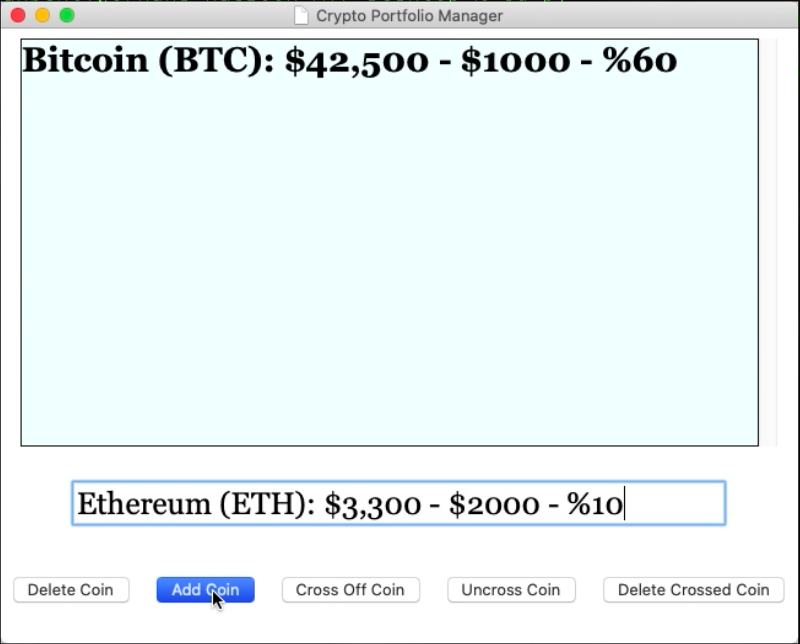 Crypto Portfolio Manager
Bitcoin (BTC): $42,500 - $1000 - %60
Ethereum (ETH): $3,300 - $2000 - %10
Delete Coin
Add Coin
Cross Off Coin
Uncross Coin
Delete Crossed Coin